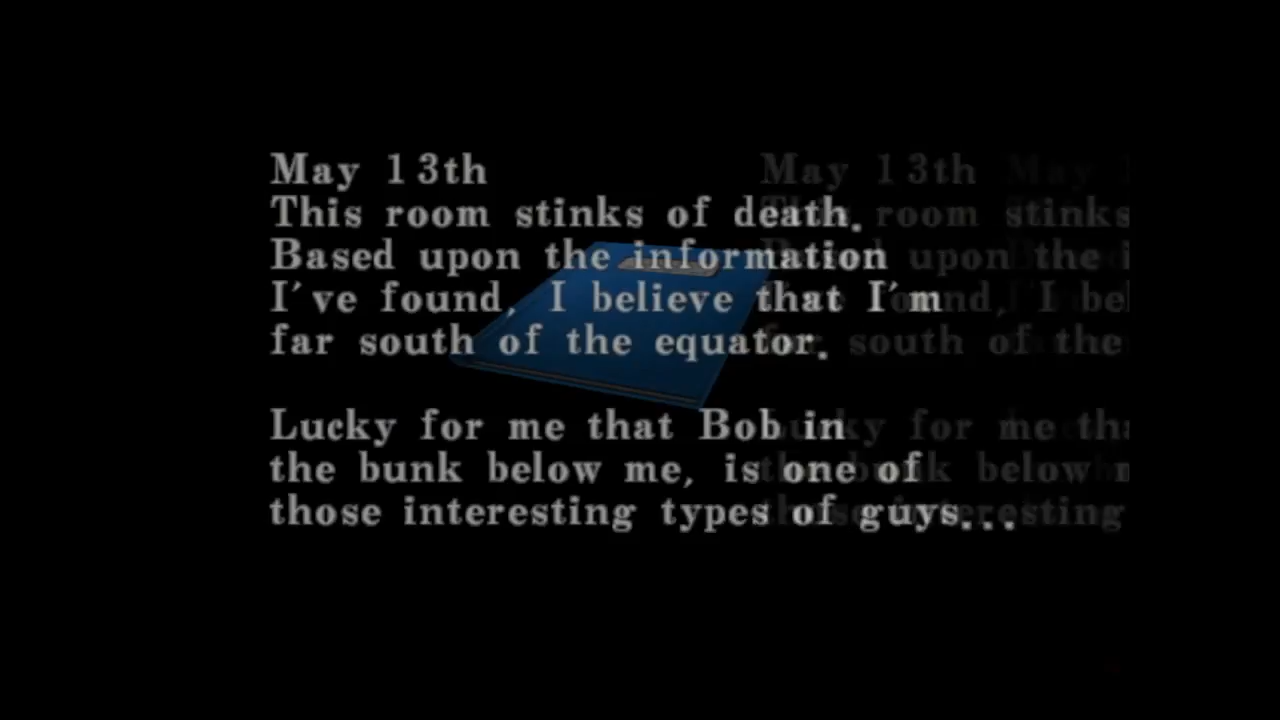 May 13th
This room stinks of death.
Based upon the information
I've found, I believe that I'm
far south of the equator.
Lucky for me that Bob in
the bunk below me, is one of
those interesting types of guys...